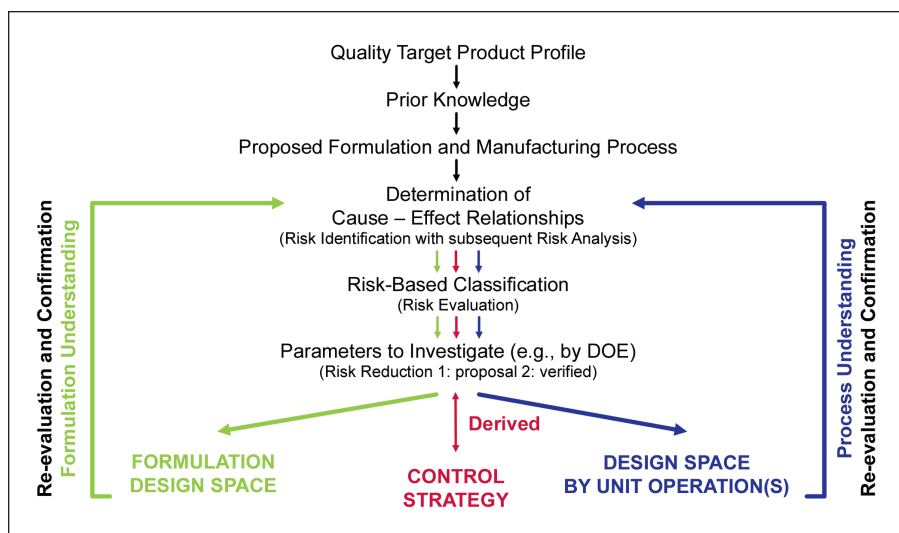 Quality Target Product Profile
Prior Knowledge
Proposed Formulation and Manufacturing Process
Determination of
Cause – Effect Relationships
(Risk Identification with subsequent Risk Analysis)
Risk-Based Classification
(Risk Evaluation)
Parameters to Investigate (e.g., by DOE)
(Risk Reduction 1: proposal 2: verified)
Derived
FORMULATION
DESIGN SPACE
CONTROL
STRATEGY
DESIGN SPACE
BY UNIT OPERATION(S)
Re-evaluation and Confirmation
Formulation Understanding
Process Understanding
Re-evaluation and Confirmation